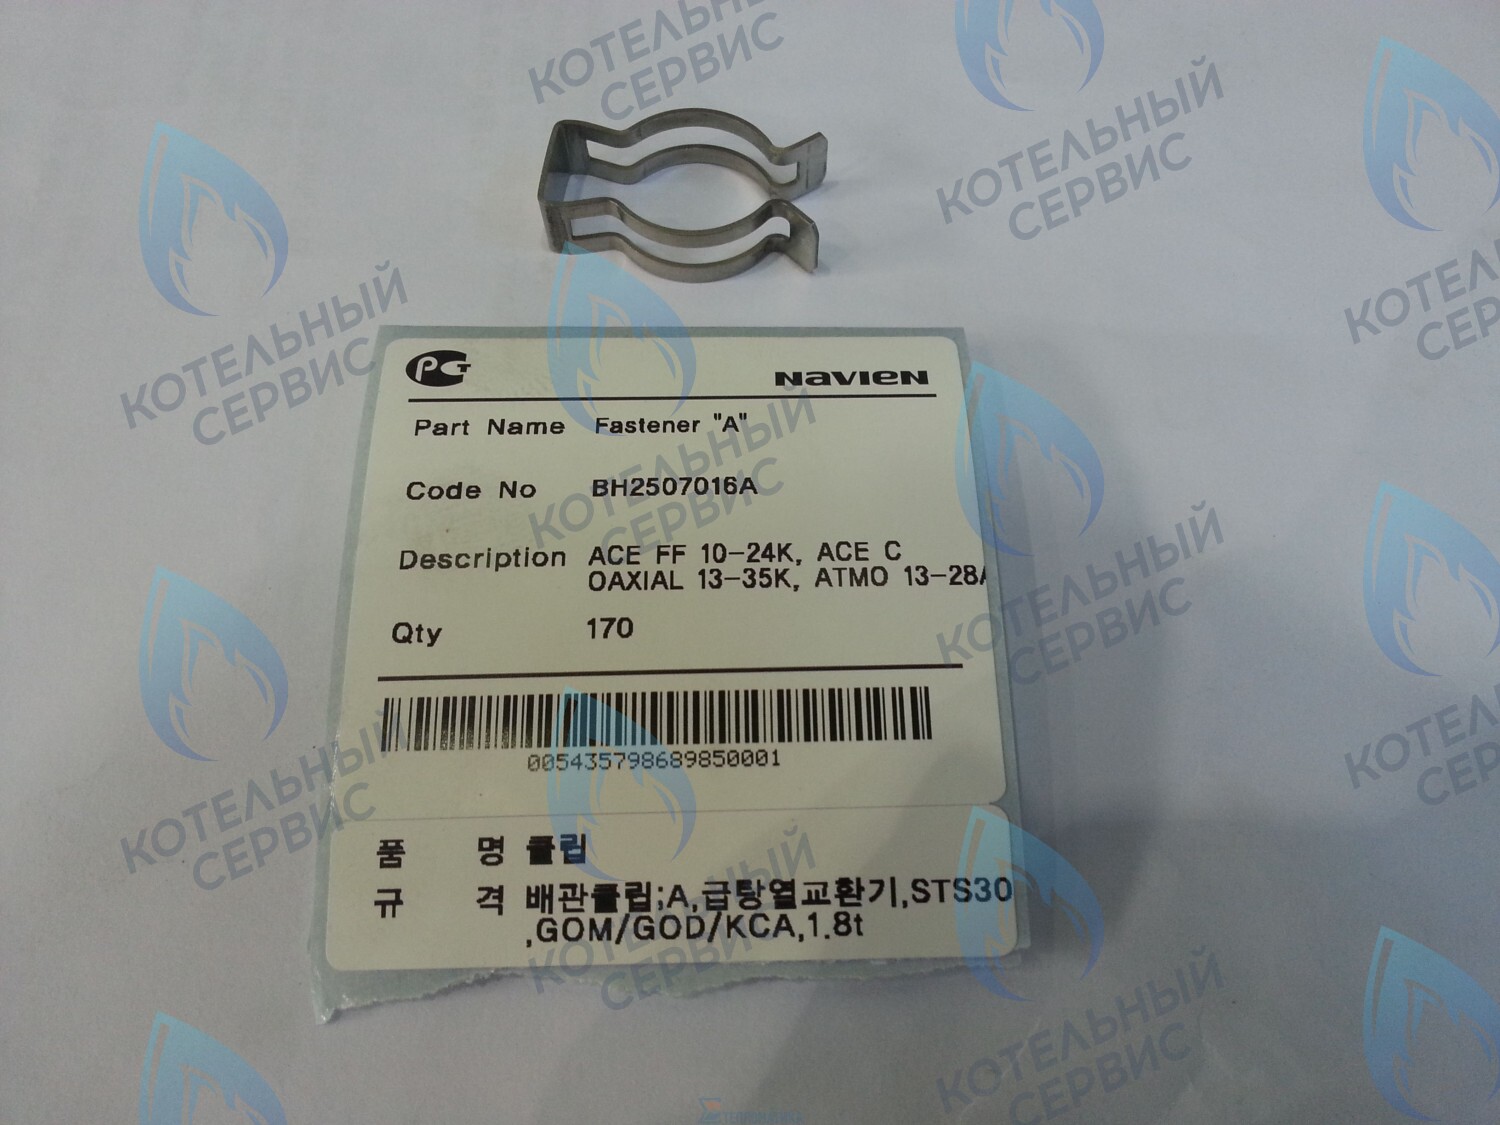 PCT NAVIEN
Part Name Fastener "A"
Code No BH2507016A
Description ACE FF 10-24K, ACE C
OAXIAL 13-35K, ATMO 13-28A
Qty 170
005435798689850001
품 명 클립
규 격 배관클립;A,급탕열교환기,STS30
,GOM/GOD/KCA,1.8t
КОТЕЛЬНЫЙ
СЕРВИС